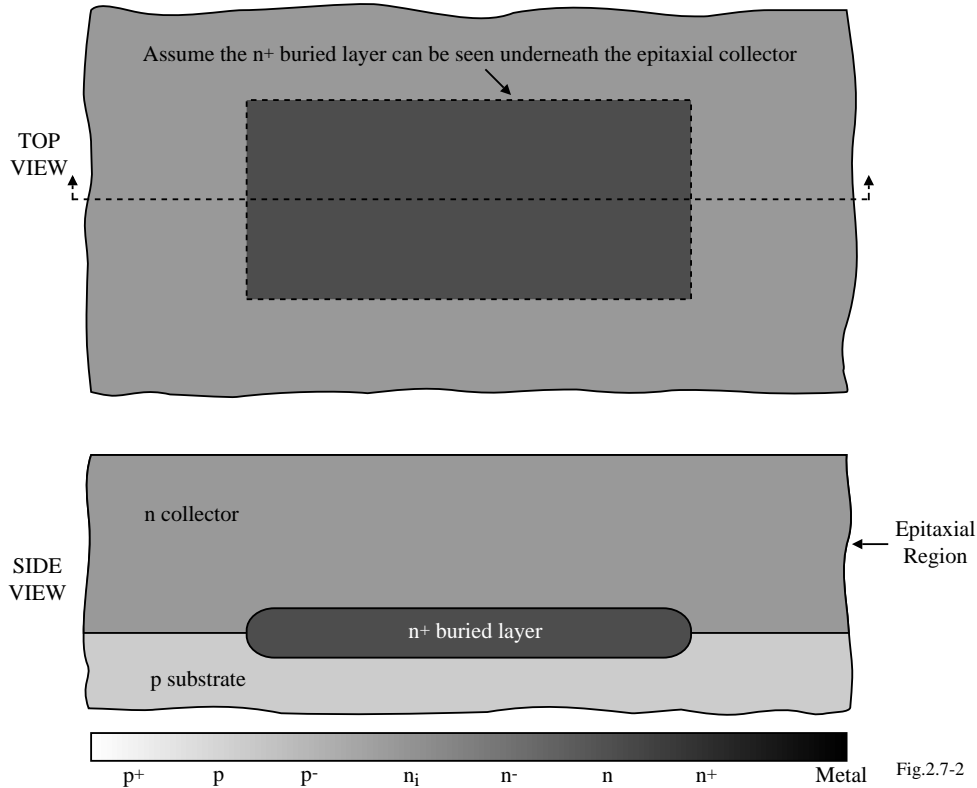 Assume the n+ buried layer can be seen underneath the epitaxial collector
TOP
VIEW
n collector
Epitaxial
Region
SIDE
VIEW
n+ buried layer
p substrate
p+ p p- ni n- n n+ Metal
Fig.2.7-2